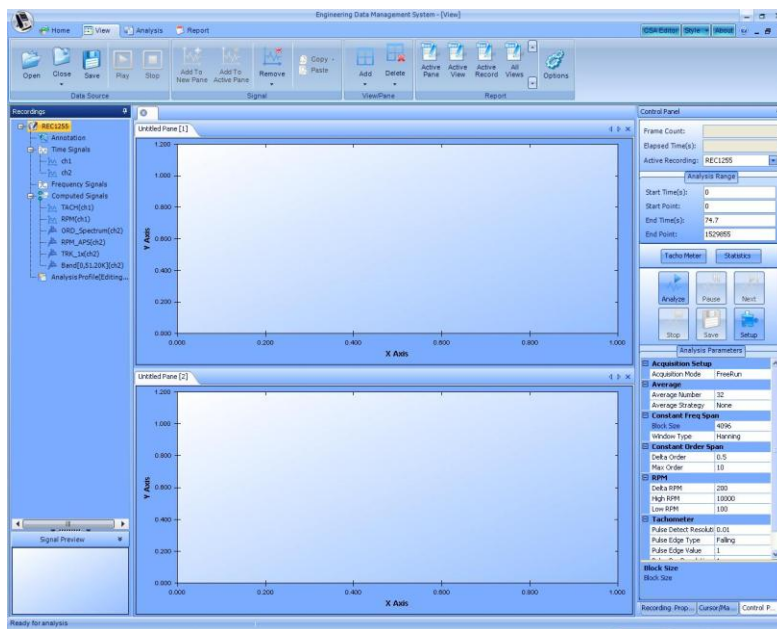 Engineering Data Management System - [View]
Home View Analysis Report
GSA Editor Style About
Open Close Save Play Stop
Data Source
Add To New Pane Add To Active Pane Remove Copy Paste
Signal
Add Delete
View/Pane
Active Pane Active View Active Record All Views
Report
Options
Recordings
REC1255
Annotation
Time Signals
ch1
ch2
Frequency Signals
Computed Signals
TACH(ch1)
RPM(ch1)
ORD_Spectrum(ch2)
RPM_APS(ch2)
TRK_1x(ch2)
Band[0,51.20K](ch2)
AnalysisProfile(Editing...
Signal Preview
Untitled Pane [1]
1.200
1.000
0.800
0.600
0.400
0.200
0.000
Y Axis
0.000 0.200 0.400 0.600 0.800 1.000
X Axis
Untitled Pane [2]
1.200
1.000
0.800
0.600
0.400
0.200
0.000
Y Axis
0.000 0.200 0.400 0.600 0.800 1.000
X Axis
Control Panel
Frame Count:
Elapsed Time(s):
Active Recording: REC1255
Analysis Range
Start Time(s): 0
Start Point: 0
End Time(s): 74.7
End Point: 1529855
Tacho Meter Statistics
Analyze Pause Next
Stop Save Setup
Analysis Parameters
Acquisition Setup
Acquisition Mode FreeRun
Average
Average Number 32
Average Strategy None
Constant Freq Span
Block Size 4096
Window Type Hanning
Constant Order Span
Delta Order 0.5
Max Order 10
RPM
Delta RPM 200
High RPM 10000
Low RPM 100
Tachometer
Pulse Detect Resoluti 0.01
Pulse Edge Type Falling
Pulse Edge Value 1
Block Size
Block Size
Recording Prop... Cursor/Ma... Control P...
Ready for analysis